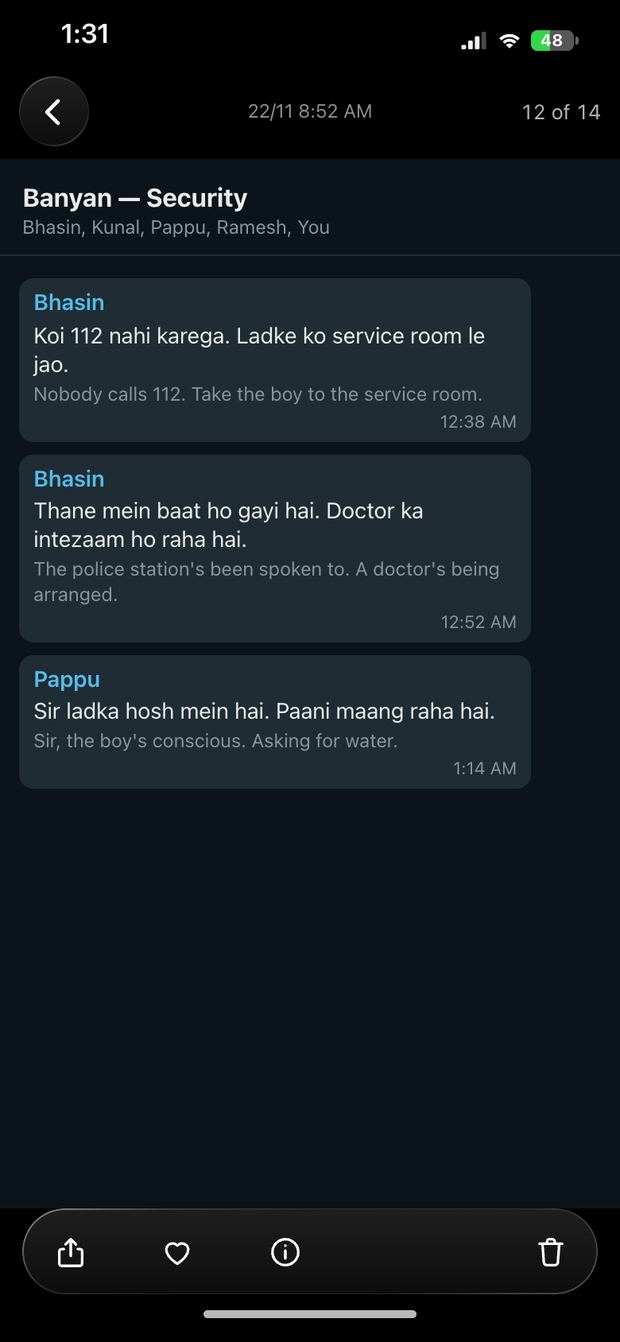 1:31
48
22/11 8:52 AM
12 of 14
Banyan — Security
Bhasin, Kunal, Pappu, Ramesh, You
Bhasin
Koi 112 nahi karega. Ladke ko service room le
jao.
Nobody calls 112. Take the boy to the service room.
12:38 AM
Bhasin
Thane mein baat ho gayi hai. Doctor ka
intezaam ho raha hai.
The police station's been spoken to. A doctor's being
arranged.
12:52 AM
Pappu
Sir ladka hosh mein hai. Paani maang raha hai.
Sir, the boy's conscious. Asking for water.
1:14 AM